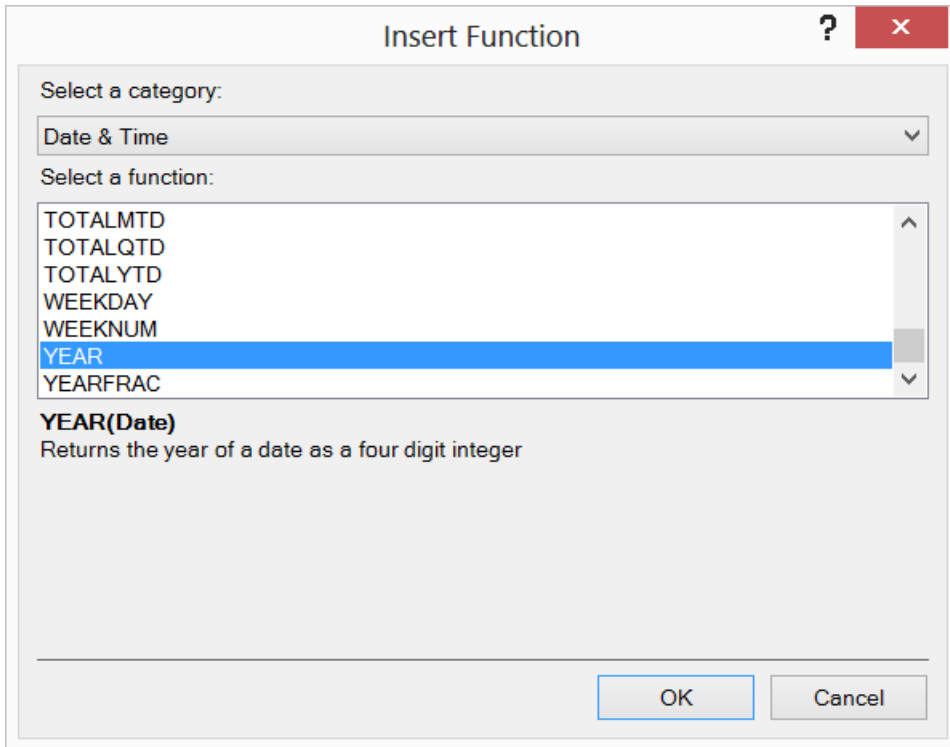 Insert Function
?
x
Select a category:
Date & Time
Select a function:
TOTALMTD
TOTALQTD
TOTALYTD
WEEKDAY
WEEKNUM
YEAR
YEARFRAC
YEAR(Date)
Returns the year of a date as a four digit integer
OK
Cancel